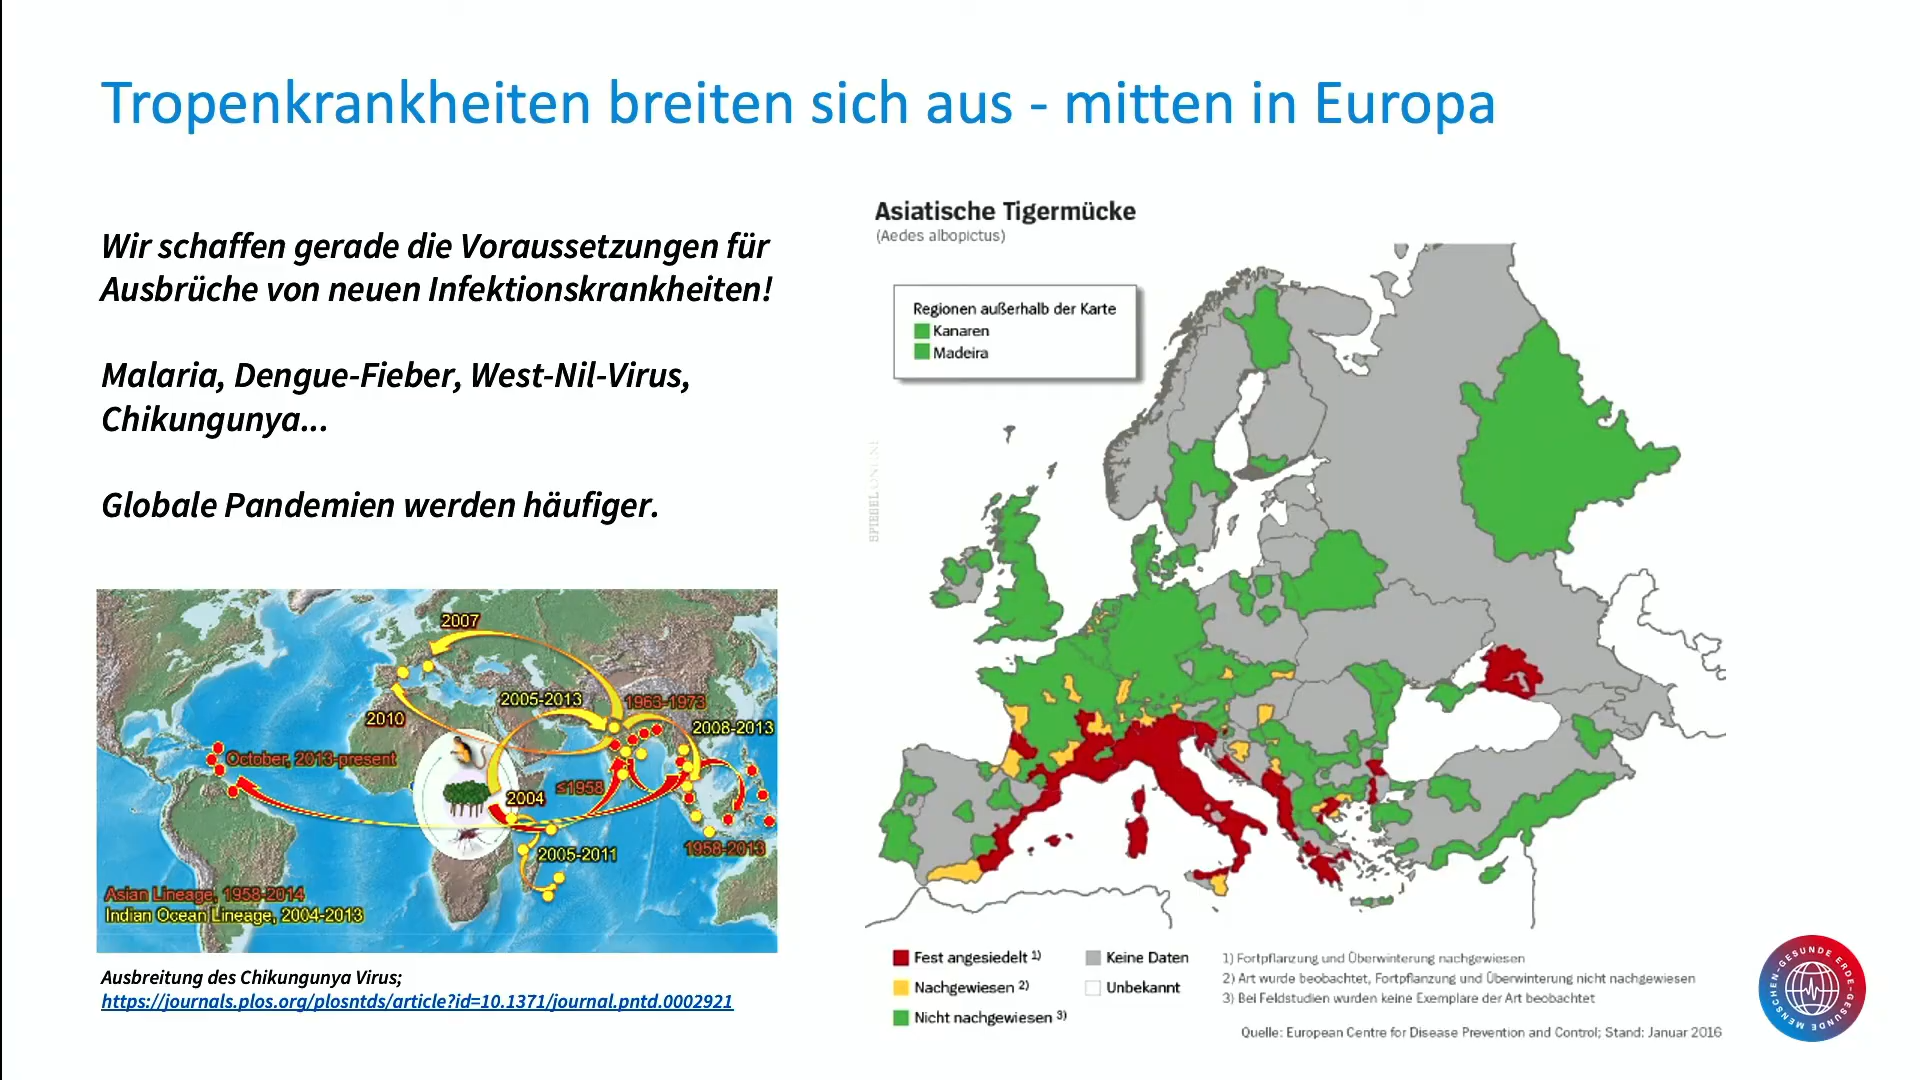 Tropenkrankheiten breiten sich aus - mitten in Europa
Wir schaffen gerade die Voraussetzungen für
Ausbrüche von neuen Infektionskrankheiten!
Malaria, Dengue-Fieber, West-Nil-Virus,
Chikungunya...
Globale Pandemien werden häufiger.
2007
2005-2013
1963-1973
2010
2008-2013
October, 2013-present
≤1958
2004
2005-2011
1958-2013
Asian Lineage, 1958-2014
Indian Ocean Lineage, 2004-2013
Ausbreitung des Chikungunya Virus;
https://journals.plos.org/plosntds/article?id=10.1371/journal.pntd.0002921
Asiatische Tigermücke
(Aedes albopictus)
Regionen außerhalb der Karte
Kanaren
Madeira
SPIEGEL ONLINE
Fest angesiedelt 1)
Nachgewiesen 2)
Nicht nachgewiesen 3)
Keine Daten
Unbekannt
1) Fortpflanzung und Überwinterung nachgewiesen
2) Art wurde beobachtet, Fortpflanzung und Überwinterung nicht nachgewiesen
3) Bei Feldstudien wurden keine Exemplare der Art beobachtet
Quelle: European Centre for Disease Prevention and Control; Stand: Januar 2016
GESUNDE ERDE-GESUNDE MENSCHEN-